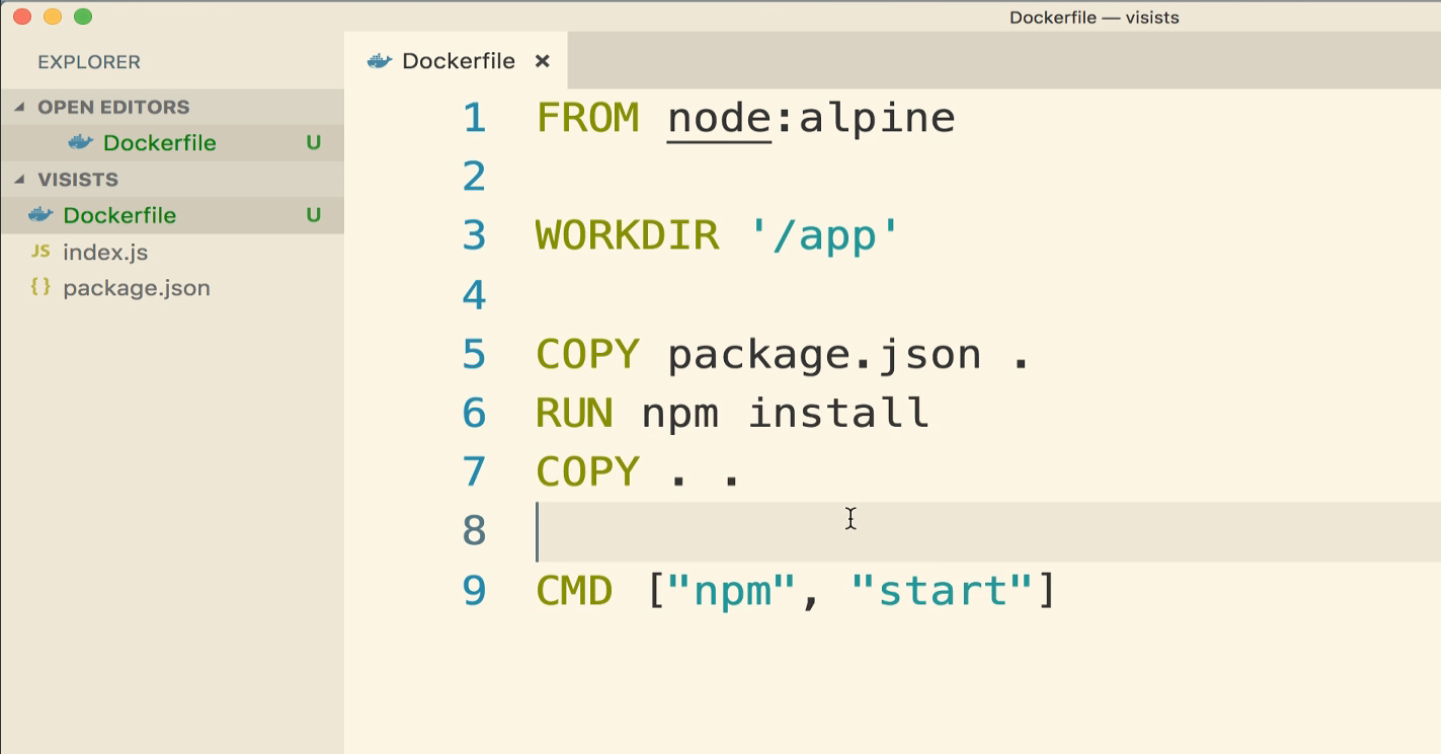 Dockerfile — visists
EXPLORER
OPEN EDITORS
Dockerfile U
VISISTS
Dockerfile U
JS index.js
{} package.json
Dockerfile ×
1 FROM node:alpine
2
3 WORKDIR '/app'
4
5 COPY package.json .
6 RUN npm install
7 COPY . .
8
9 CMD ["npm", "start"]